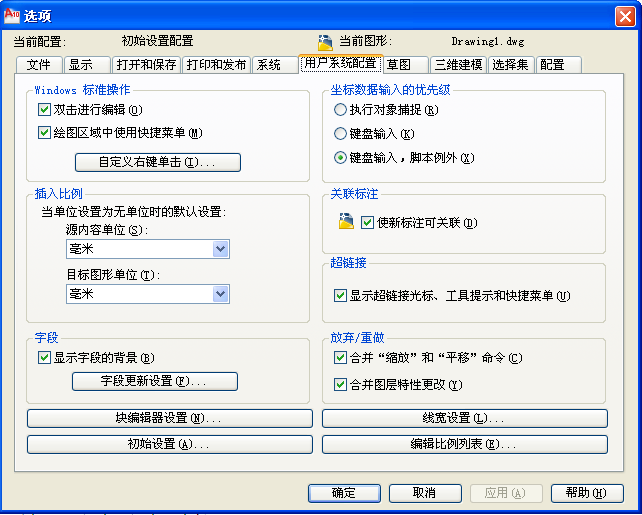 选项
当前配置: 初始设置配置 当前图形: Drawing1.dwg
文件 显示 打开和保存 打印和发布 系统 用户系统配置 草图 三维建模 选择集 配置
Windows 标准操作
双击进行编辑(O)
绘图区域中使用快捷菜单(M)
自定义右键单击(I)...
插入比例
当单位设置为无单位时的默认设置:
源内容单位(S):
毫米
目标图形单位(T):
毫米
字段
显示字段的背景(B)
字段更新设置(F)...
块编辑器设置(N)...
初始设置(A)...
坐标数据输入的优先级
执行对象捕捉(R)
键盘输入(K)
键盘输入，脚本例外(X)
关联标注
使新标注可关联(D)
超链接
显示超链接光标、工具提示和快捷菜单(U)
放弃/重做
合并“缩放”和“平移”命令(C)
合并图层特性更改(Y)
线宽设置(L)...
编辑比例列表(E)...
确定 取消 应用(A) 帮助(H)